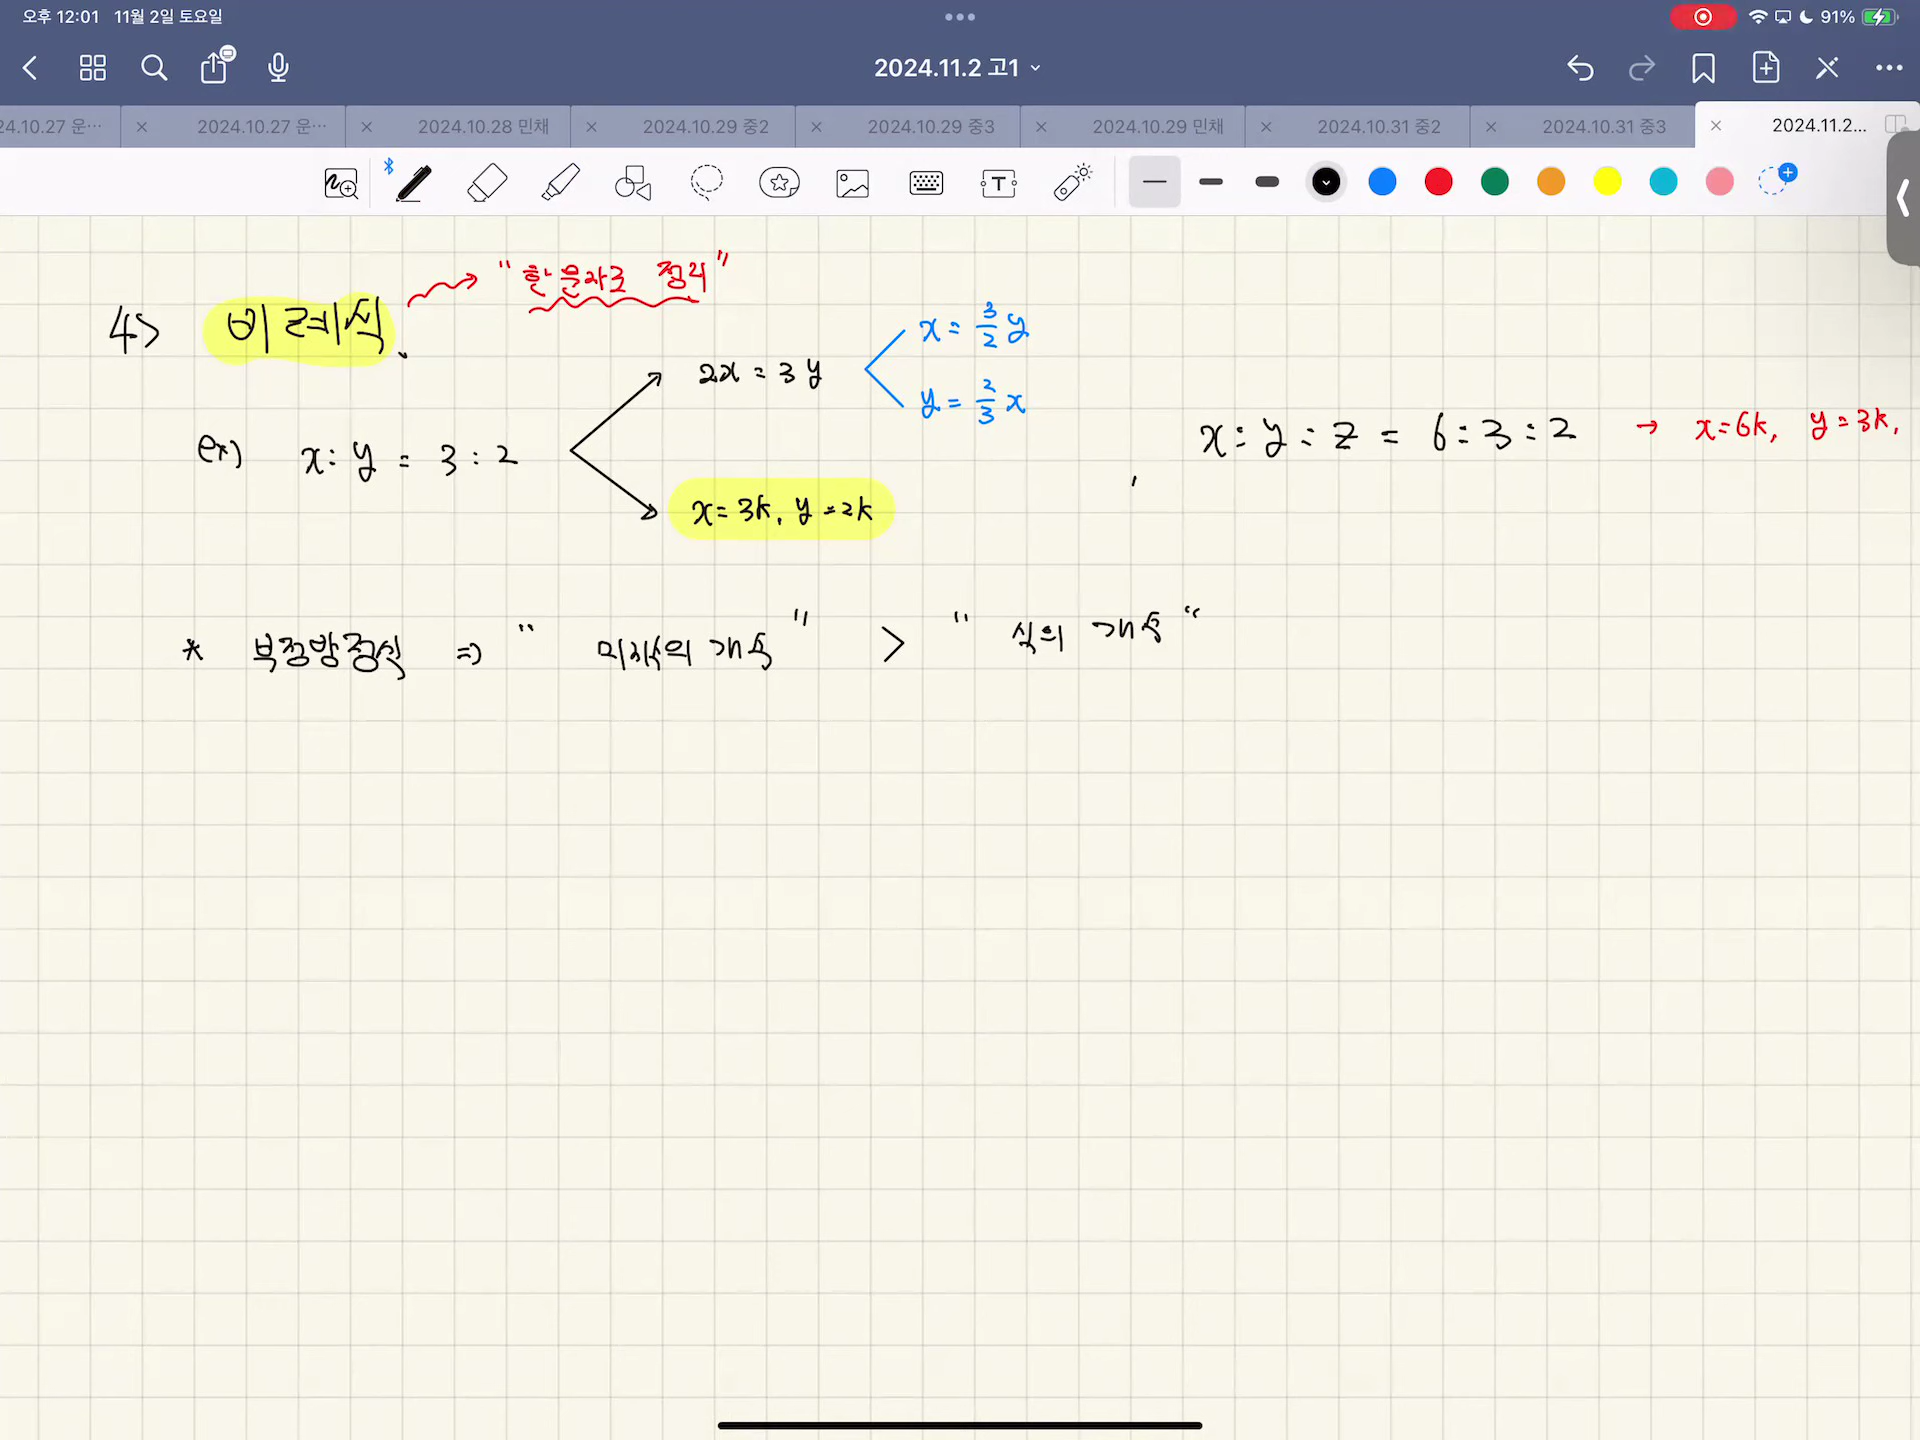 오후 12:01 11월 2일 토요일
91%
2024.11.2 고1
24.10.27 운… 2024.10.27 운… 2024.10.28 민채 2024.10.29 중2 2024.10.29 중3 2024.10.29 민채 2024.10.31 중2 2024.10.31 중3 2024.11.2...
T
4> 비례식. "한 문자로 정리"
ex) x : y = 3 : 2
2x = 3y
x = 3/2 y
y = 2/3 x
x = 3k, y = 2k
x : y : z = 6 : 3 : 2 → x=6k, y=3k,
* 부정방정식 ⇒ " 미지수의 개수 " > " 식의 개수 "